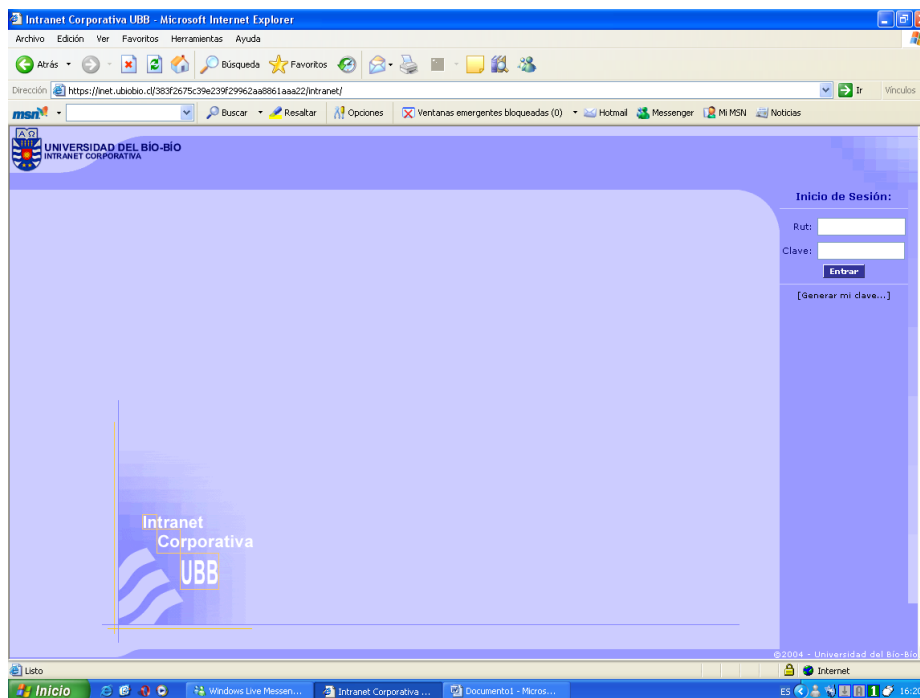 Intranet Corporativa UBB - Microsoft Internet Explorer
Archivo Edición Ver Favoritos Herramientas Ayuda
Atrás Búsqueda Favoritos
Dirección https://inet.ubiobio.cl/383f2675c39e239f29962aa8861aaa22/intranet/ Ir Vínculos
msn Buscar Resaltar Opciones Ventanas emergentes bloqueadas (0) Hotmail Messenger Mi MSN Noticias
UNIVERSIDAD DEL BÍO-BÍO
INTRANET CORPORATIVA
Inicio de Sesión:
Rut:
Clave:
Entrar
[Generar mi clave...]
Intranet
Corporativa
UBB
©2004 - Universidad del Bío-Bío
Listo Internet
Inicio Windows Live Messen... Intranet Corporativa ... Documento1 - Micros... ES 1 16:20